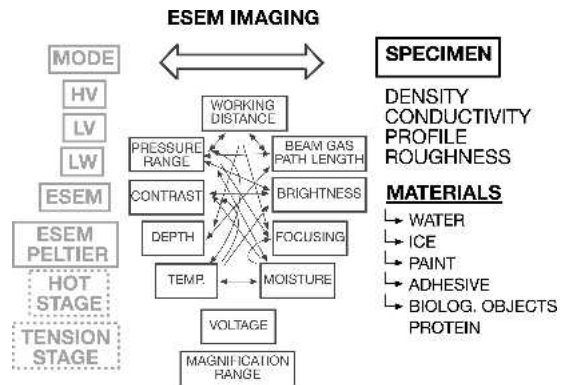 ESEM IMAGING
MODE
HV
LV
LW
ESEM
ESEM
PELTIER
HOT
STAGE
TENSION
STAGE
WORKING
DISTANCE
PRESSURE
RANGE
BEAM GAS
PATH LENGTH
CONTRAST
BRIGHTNESS
DEPTH
FOCUSING
TEMP.
MOISTURE
VOLTAGE
MAGNIFICATION
RANGE
SPECIMEN
DENSITY
CONDUCTIVITY
PROFILE
ROUGHNESS
MATERIALS
WATER
ICE
PAINT
ADHESIVE
BIOLOG. OBJECTS
PROTEIN